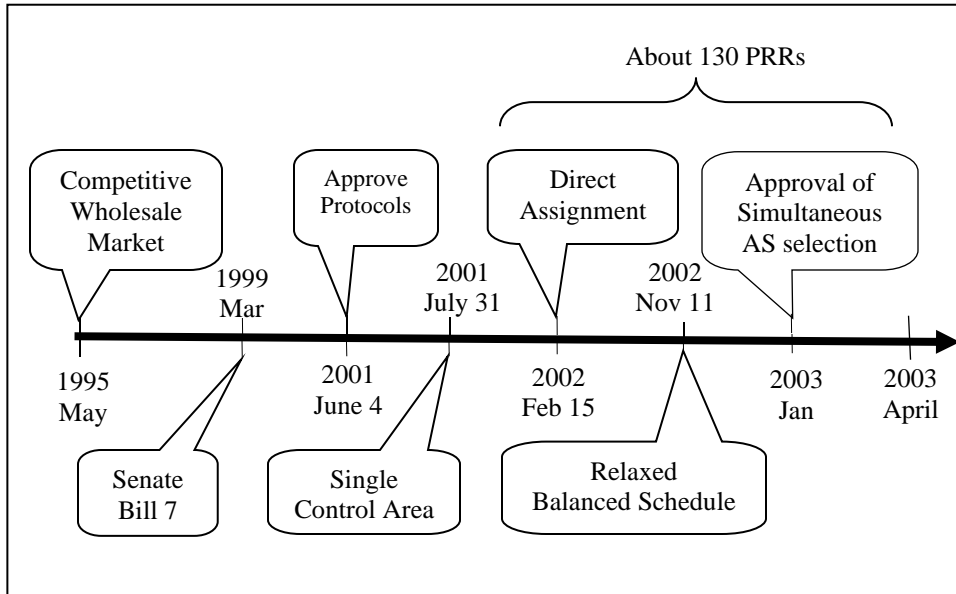 About 130 PRRs
Competitive
Wholesale
Market
Approve
Protocols
Direct
Assignment
Approval of
Simultaneous
AS selection
1999
Mar
2001
July 31
2002
Nov 11
1995
May
2001
June 4
2002
Feb 15
2003
Jan
2003
April
Senate
Bill 7
Single
Control Area
Relaxed
Balanced Schedule